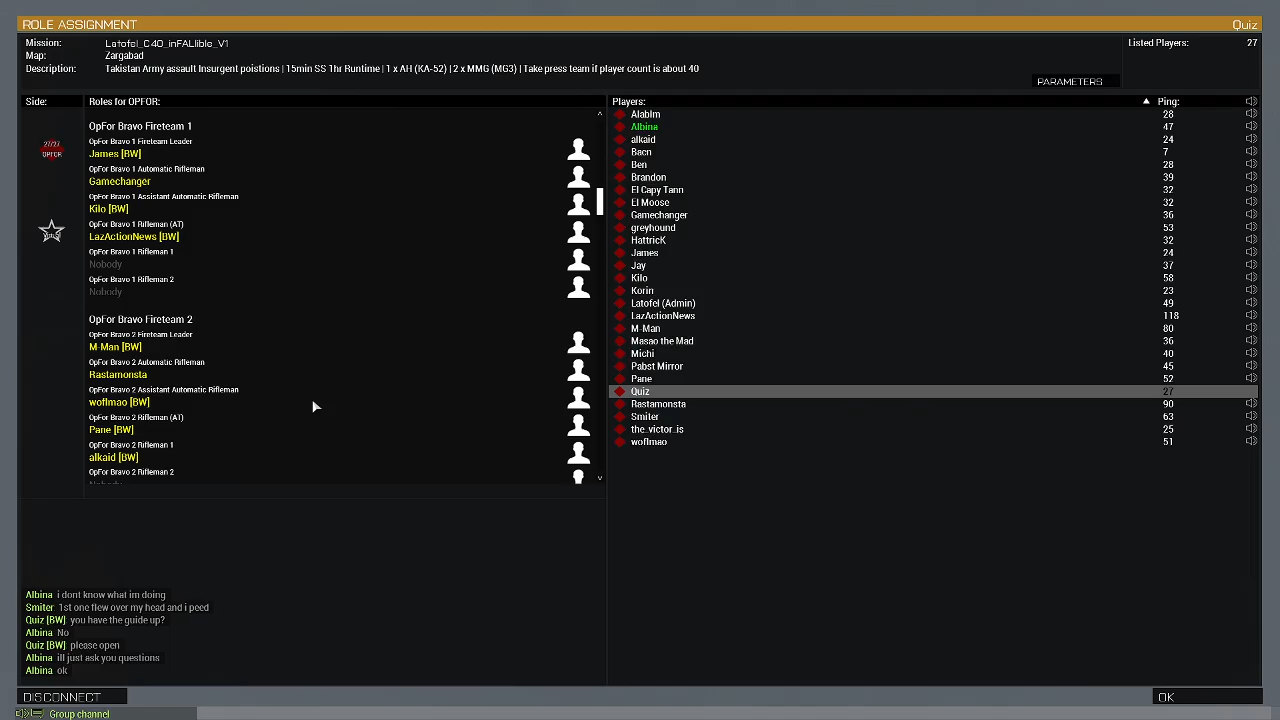 ROLE ASSIGNMENT
Quiz
Mission: Latofel_C40_inFALlible_V1
Listed Players: 27
Map: Zargabad
Description: Takistan Army assault Insurgent poistions | 15min SS 1hr Runtime | 1 x AH (KA-52) | 2 x MMG (MG3) | Take press team if player count is about 40
PARAMETERS
Side:
27/27
OPFOR
Roles for OPFOR:
OpFor Bravo Fireteam 1
OpFor Bravo 1 Fireteam Leader
James [BW]
OpFor Bravo 1 Automatic Rifleman
Gamechanger
OpFor Bravo 1 Assistant Automatic Rifleman
Kilo [BW]
OpFor Bravo 1 Rifleman (AT)
LazActionNews [BW]
OpFor Bravo 1 Rifleman 1
Nobody
OpFor Bravo 1 Rifleman 2
Nobody
OpFor Bravo Fireteam 2
OpFor Bravo 2 Fireteam Leader
M-Man [BW]
OpFor Bravo 2 Automatic Rifleman
Rastamonsta
OpFor Bravo 2 Assistant Automatic Rifleman
woflmao [BW]
OpFor Bravo 2 Rifleman (AT)
Pane [BW]
OpFor Bravo 2 Rifleman 1
alkaid [BW]
OpFor Bravo 2 Rifleman 2
Nobody
Players: Ping:
Alablm 28
Albina 47
alkaid 24
Bacn 7
Ben 28
Brandon 39
El Capy Tann 32
El Moose 32
Gamechanger 36
greyhound 53
HattricK 32
James 24
Jay 37
Kilo 58
Korin 23
Latofel (Admin) 49
LazActionNews 118
M-Man 80
Masao the Mad 36
Michi 40
Pabst Mirror 45
Pane 52
Quiz 27
Rastamonsta 90
Smiter 63
the_victor_is 25
woflmao 51
Albina i dont know what im doing
Smiter 1st one flew over my head and i peed
Quiz [BW] you have the guide up?
Albina No
Quiz [BW] please open
Albina ill just ask you questions
Albina ok
DISCONNECT
OK
Group channel